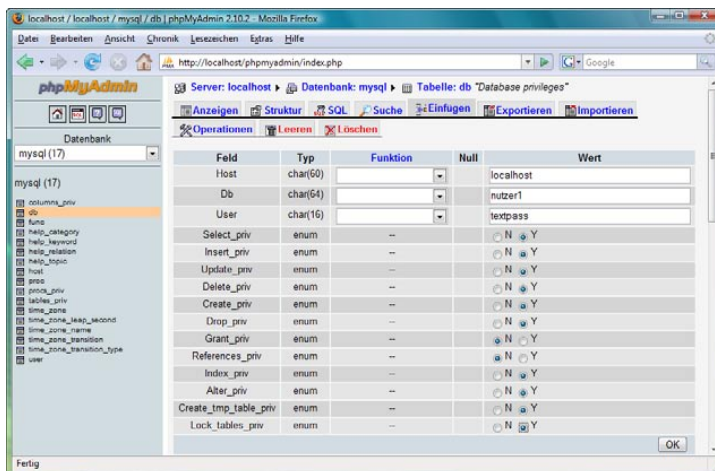 localhost / localhost / mysql / db | phpMyAdmin 2.10.2 - Mozilla Firefox
Datei Bearbeiten Ansicht Chronik Lesezeichen Extras Hilfe
http://localhost/phpmyadmin/index.php
Google
phpMyAdmin
Server: localhost Datenbank: mysql Tabelle: db "Database privileges"
Anzeigen Struktur SQL Suche Einfügen Exportieren Importieren
Operationen Leeren Löschen
Datenbank
mysql (17)
mysql (17)
columns_priv
db
func
help_category
help_keyword
help_relation
help_topic
host
proc
procs_priv
tables_priv
time_zone
time_zone_leap_second
time_zone_name
time_zone_transition
time_zone_transition_type
user
Feld Typ Funktion Null Wert
Host char(60) localhost
Db char(64) nutzer1
User char(16) textpass
Select_priv enum -- N Y
Insert_priv enum -- N Y
Update_priv enum -- N Y
Delete_priv enum -- N Y
Create_priv enum -- N Y
Drop_priv enum -- N Y
Grant_priv enum -- N Y
References_priv enum -- N Y
Index_priv enum -- N Y
Alter_priv enum -- N Y
Create_tmp_table_priv enum -- N Y
Lock_tables_priv enum -- N Y
OK
Fertig